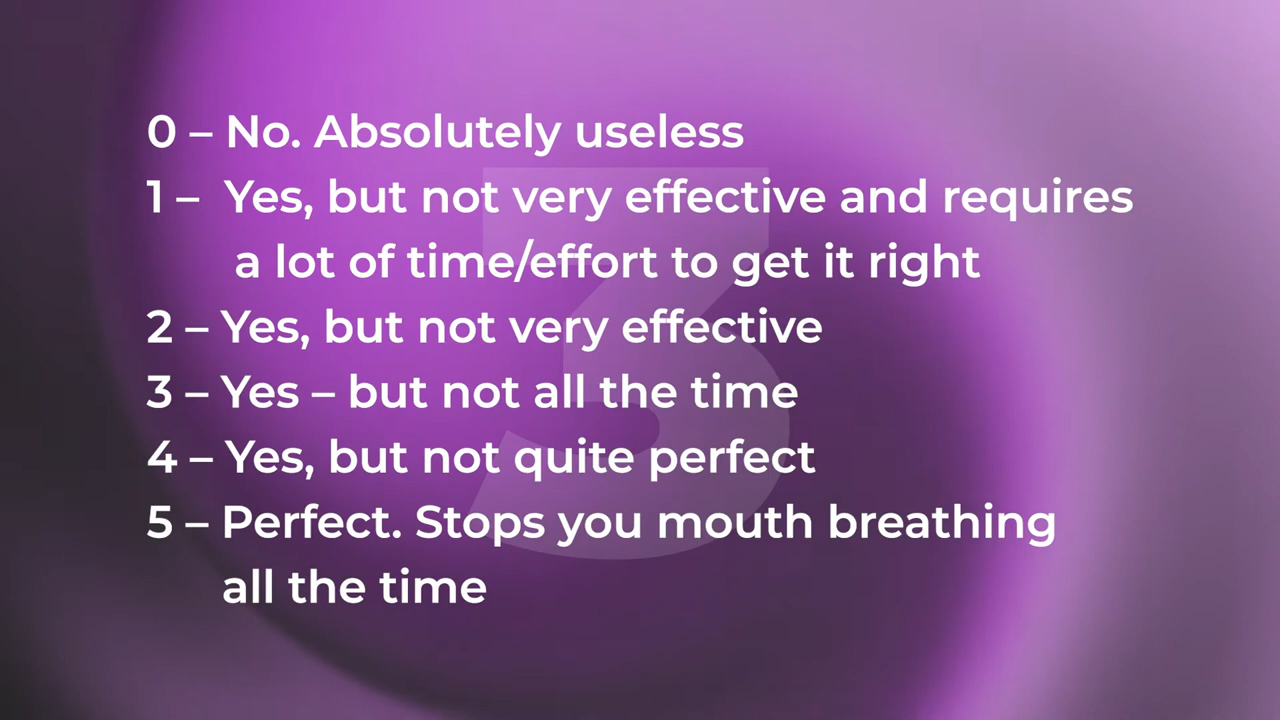 3
0 – No. Absolutely useless
1 – Yes, but not very effective and requires
a lot of time/effort to get it right
2 – Yes, but not very effective
3 – Yes – but not all the time
4 – Yes, but not quite perfect
5 – Perfect. Stops you mouth breathing
all the time